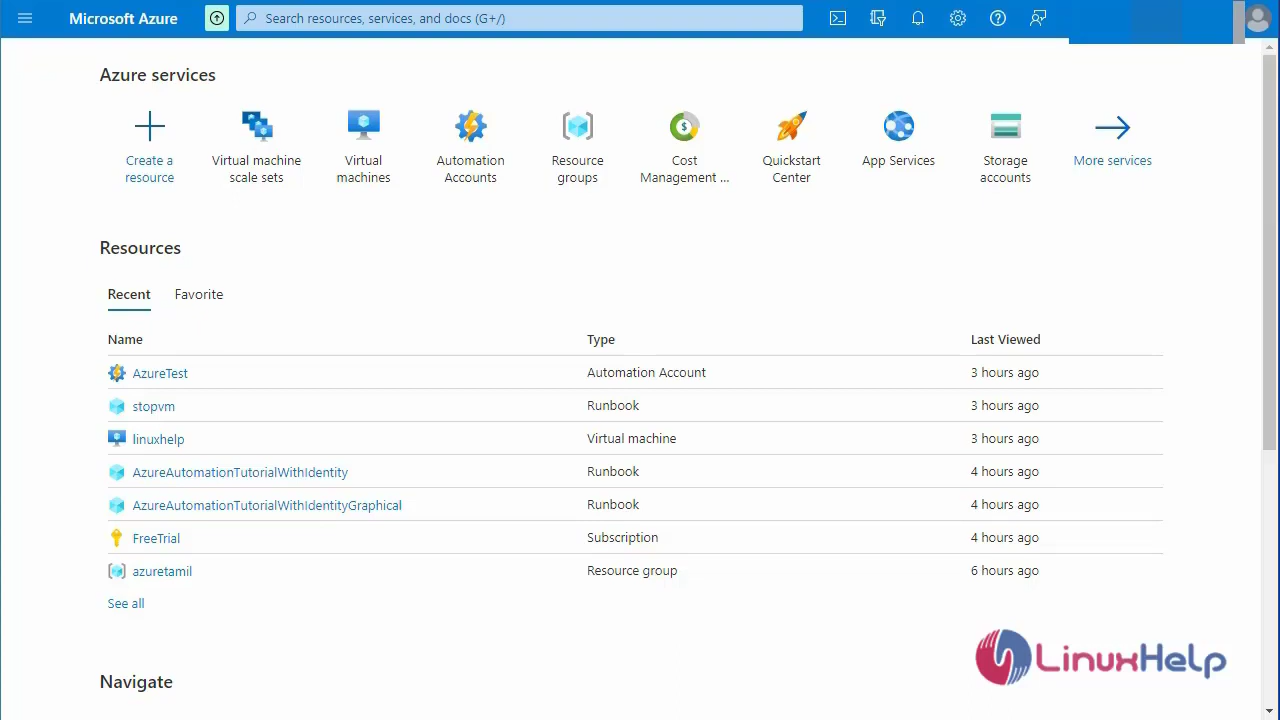 Microsoft Azure
Search resources, services, and docs (G+/)
Azure services
Create a resource
Virtual machine scale sets
Virtual machines
Automation Accounts
Resource groups
Cost Management ...
Quickstart Center
App Services
Storage accounts
More services
Resources
Recent Favorite
Name Type Last Viewed
AzureTest Automation Account 3 hours ago
stopvm Runbook 3 hours ago
linuxhelp Virtual machine 3 hours ago
AzureAutomationTutorialWithIdentity Runbook 4 hours ago
AzureAutomationTutorialWithIdentityGraphical Runbook 4 hours ago
FreeTrial Subscription 4 hours ago
azuretamil Resource group 6 hours ago
See all
LinuxHelp
Navigate